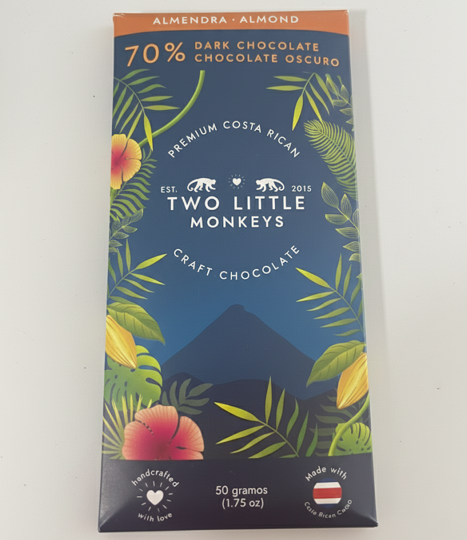 ALMENDRA · ALMOND
70% DARK CHOCOLATE
CHOCOLATE OSCURO
PREMIUM COSTA RICAN
EST. 2015
TWO LITTLE
MONKEYS
CRAFT CHOCOLATE
handcrafted
with love
50 gramos
(1.75 oz)
Made with
Costa Rican Cacao